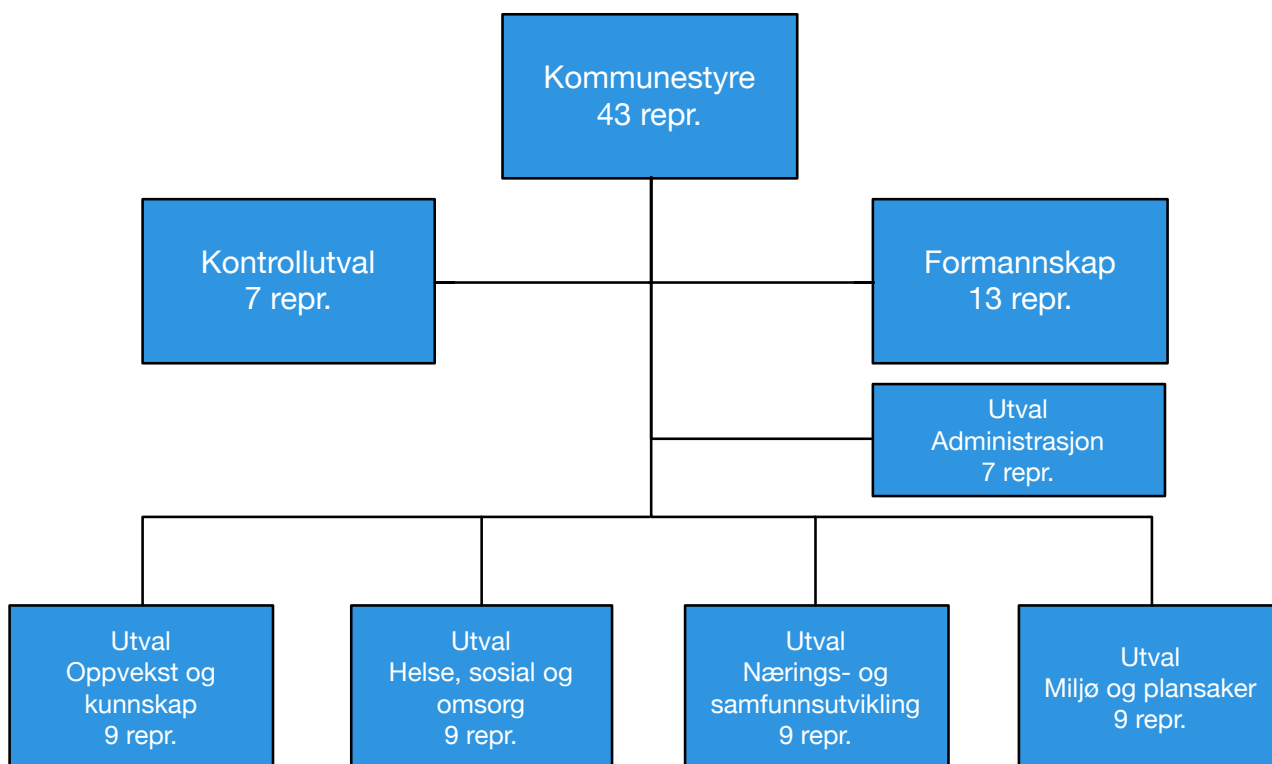 Kommunestyre
43 repr.
Kontrollutval
7 repr.
Formannskap
13 repr.
Utval
Administrasjon
7 repr.
Utval
Oppvekst og
kunnskap
9 repr.
Utval
Helse, sosial og
omsorg
9 repr.
Utval
Nærings- og
samfunnsutvikling
9 repr.
Utval
Miljø og plansaker
9 repr.